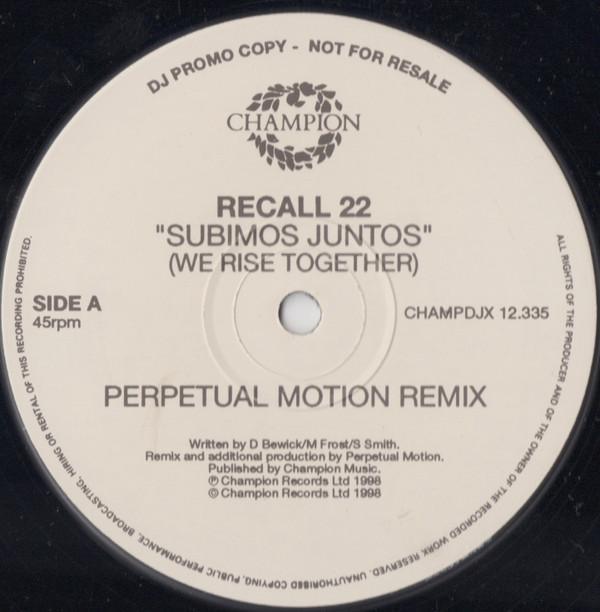 DJ PROMO COPY - NOT FOR RESALE
CHAMPION
RECALL 22
"SUBIMOS JUNTOS"
(WE RISE TOGETHER)
SIDE A
45rpm
CHAMPDJX 12.335
PERPETUAL MOTION REMIX
Written by D Bewick/M Frost/S Smith.
Remix and additional production by Perpetual Motion.
Published by Champion Music.
℗ Champion Records Ltd 1998
© Champion Records Ltd 1998
ALL RIGHTS OF THE PRODUCER AND OF THE OWNER OF THE RECORDED WORK RESERVED. UNAUTHORISED COPYING, PUBLIC PERFORMANCE, BROADCASTING, HIRING OR RENTAL OF THIS RECORDING PROHIBITED.